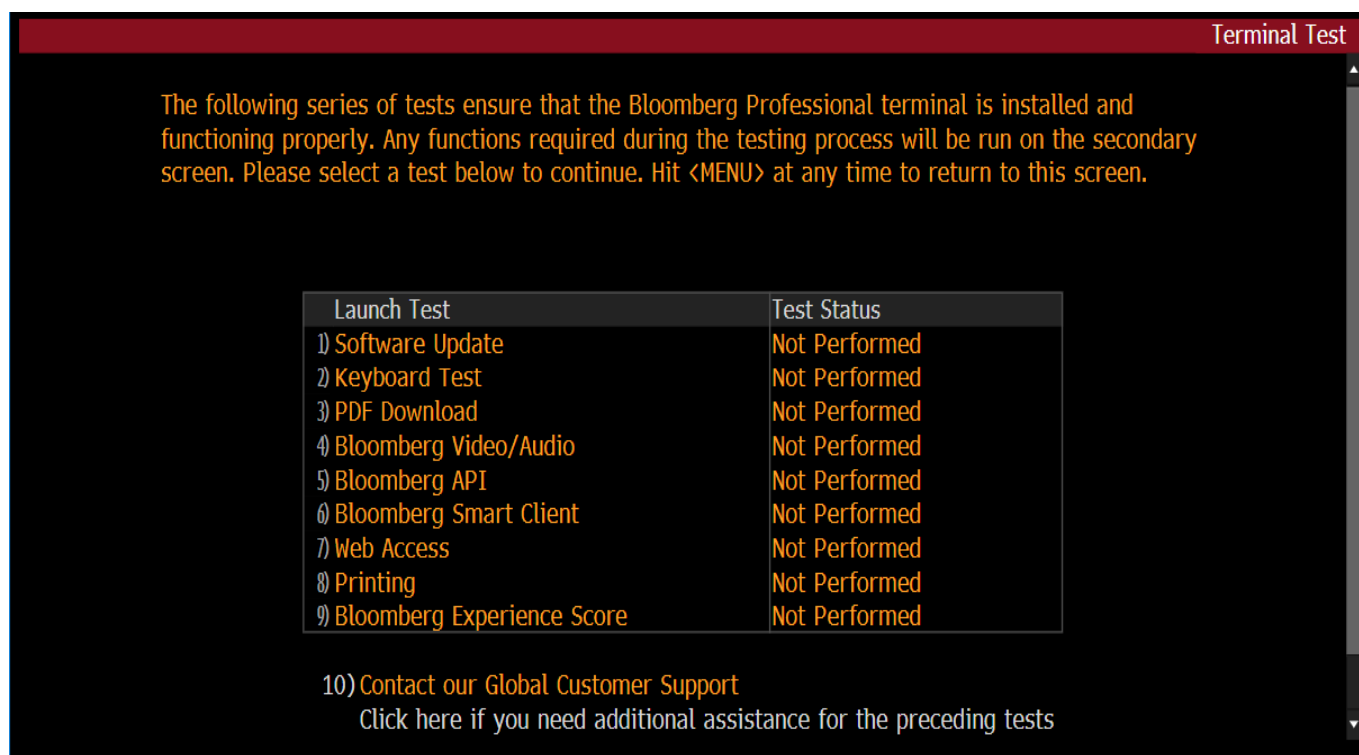 Terminal Test
The following series of tests ensure that the Bloomberg Professional terminal is installed and
functioning properly. Any functions required during the testing process will be run on the secondary
screen. Please select a test below to continue. Hit <MENU> at any time to return to this screen.
Launch Test Test Status
1) Software Update Not Performed
2) Keyboard Test Not Performed
3) PDF Download Not Performed
4) Bloomberg Video/Audio Not Performed
5) Bloomberg API Not Performed
6) Bloomberg Smart Client Not Performed
7) Web Access Not Performed
8) Printing Not Performed
9) Bloomberg Experience Score Not Performed
10) Contact our Global Customer Support
Click here if you need additional assistance for the preceding tests